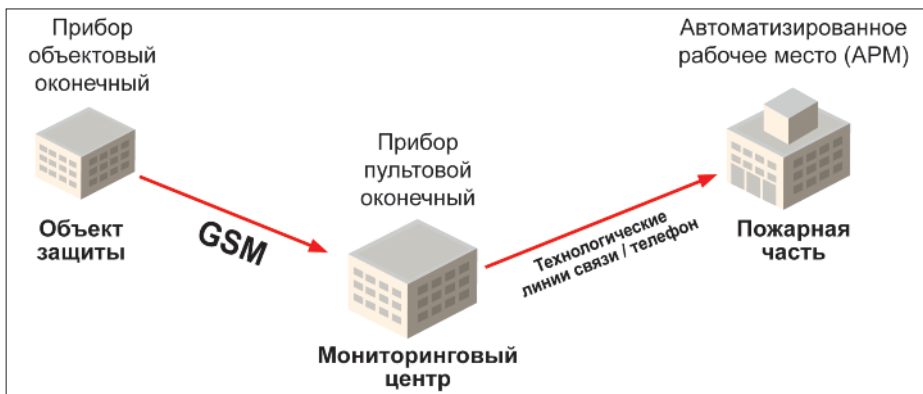 Прибор
объектовый
оконечный
Объект
защиты
GSM
Прибор
пультовой
оконечный
Мониторинговый
центр
Технологические
линии связи / телефон
Автоматизированное
рабочее место (АРМ)
Пожарная
часть